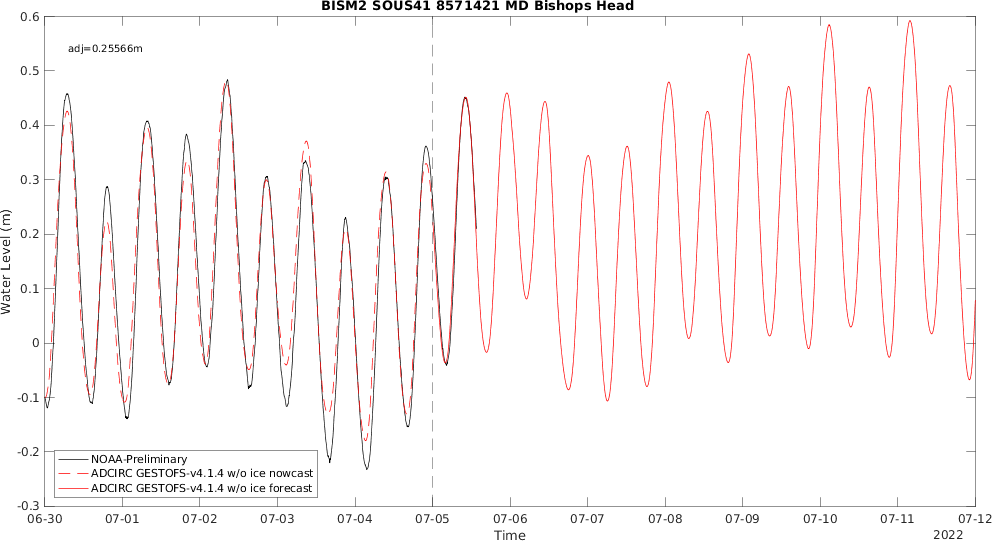 BISM2 SOUS41 8571421 MD Bishops Head
adj=0.25566m
Water Level (m)
0.6
0.5
0.4
0.3
0.2
0.1
0
-0.1
-0.2
-0.3
NOAA-Preliminary
ADCIRC GESTOFS-v4.1.4 w/o ice nowcast
ADCIRC GESTOFS-v4.1.4 w/o ice forecast
06-30 07-01 07-02 07-03 07-04 07-05 07-06 07-07 07-08 07-09 07-10 07-11 07-12
Time
2022